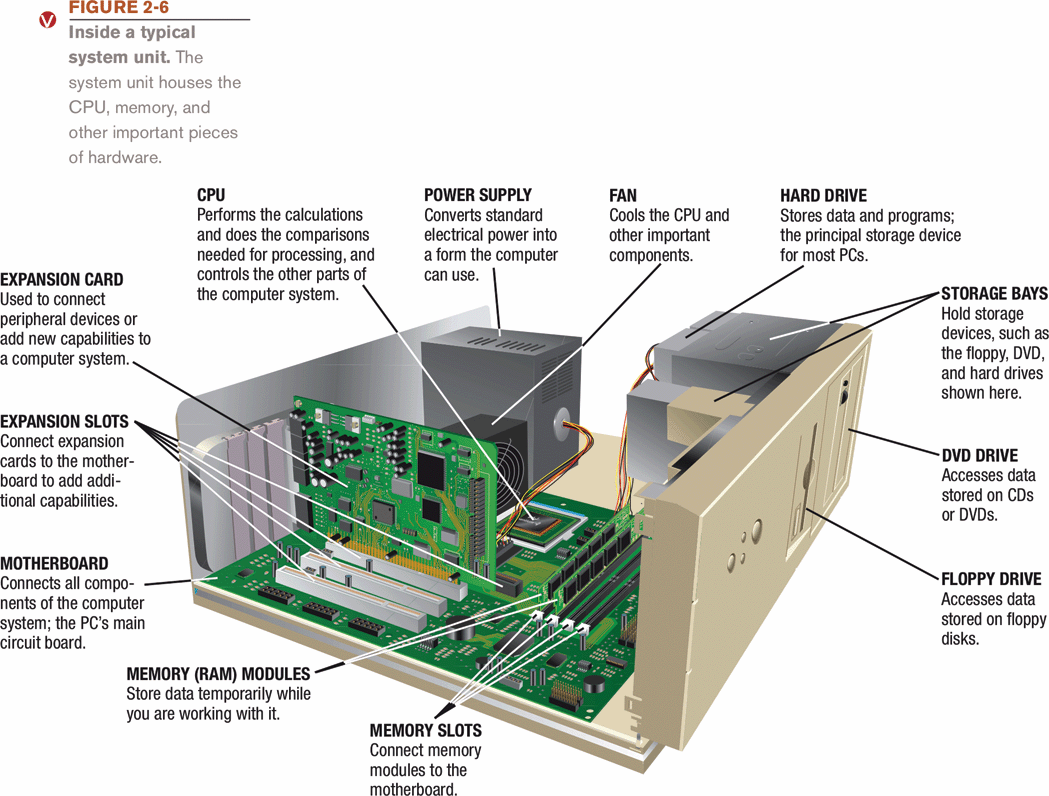 V
FIGURE 2-6
Inside a typical
system unit. The
system unit houses the
CPU, memory, and
other important pieces
of hardware.
CPU
Performs the calculations
and does the comparisons
needed for processing, and
controls the other parts of
the computer system.
POWER SUPPLY
Converts standard
electrical power into
a form the computer
can use.
FAN
Cools the CPU and
other important
components.
HARD DRIVE
Stores data and programs;
the principal storage device
for most PCs.
EXPANSION CARD
Used to connect
peripheral devices or
add new capabilities to
a computer system.
STORAGE BAYS
Hold storage
devices, such as
the floppy, DVD,
and hard drives
shown here.
EXPANSION SLOTS
Connect expansion
cards to the mother-
board to add addi-
tional capabilities.
DVD DRIVE
Accesses data
stored on CDs
or DVDs.
MOTHERBOARD
Connects all compo-
nents of the computer
system; the PC’s main
circuit board.
FLOPPY DRIVE
Accesses data
stored on floppy
disks.
MEMORY (RAM) MODULES
Store data temporarily while
you are working with it.
MEMORY SLOTS
Connect memory
modules to the
motherboard.